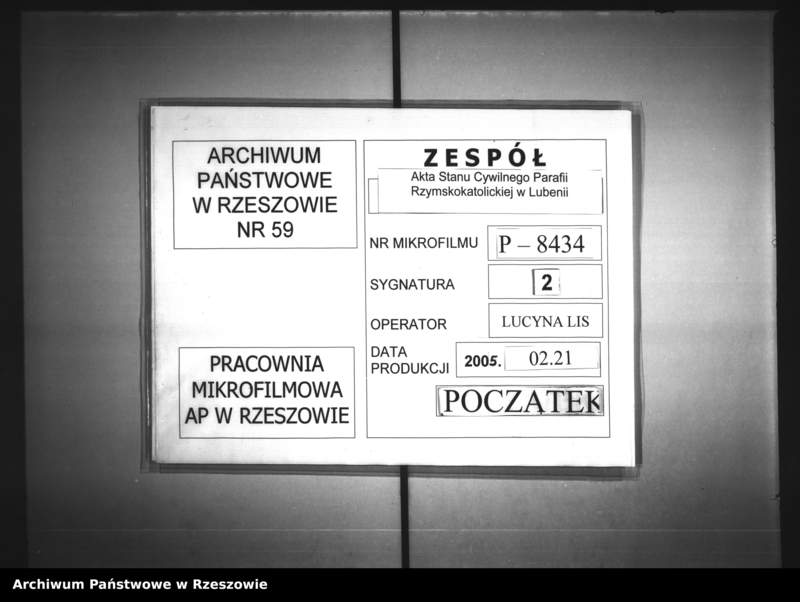 ARCHIWUM
PAŃSTWOWE
W RZESZOWIE
NR 59
PRACOWNIA
MIKROFILMOWA
AP W RZESZOWIE
ZESPÓŁ
Akta Stanu Cywilnego Parafii
Rzymskokatolickiej w Lubenii
NR MIKROFILMU P – 8434
SYGNATURA 2
OPERATOR LUCYNA LIS
DATA
PRODUKCJI 2005. 02.21
POCZĄTEK
Archiwum Państwowe w Rzeszowie